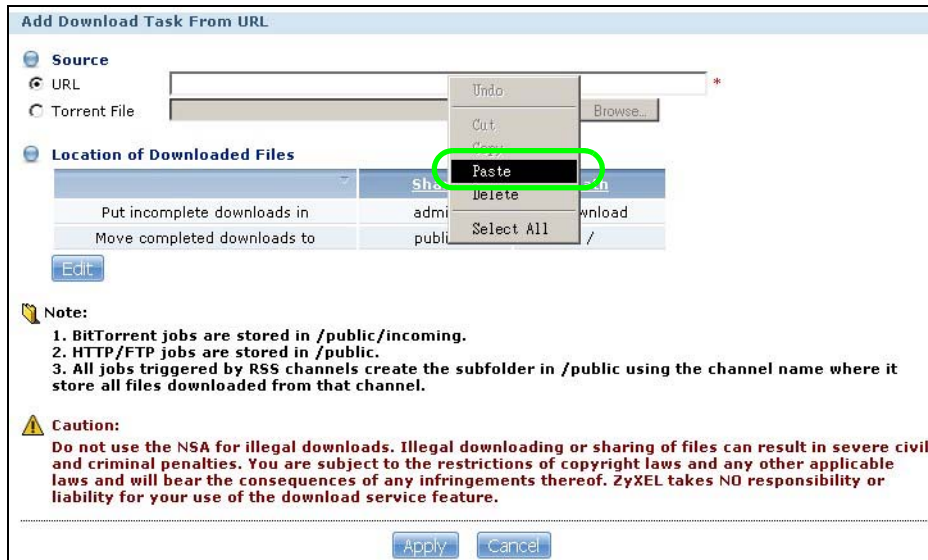 Add Download Task From URL
Source
URL *
Undo
Torrent File Browse...
Cut
Copy
Location of Downloaded Files
Paste
Delete
Put incomplete downloads in
Select All
Move completed downloads to /
Edit
Note:
1. BitTorrent jobs are stored in /public/incoming.
2. HTTP/FTP jobs are stored in /public.
3. All jobs triggered by RSS channels create the subfolder in /public using the channel name where it
store all files downloaded from that channel.
Caution:
Do not use the NSA for illegal downloads. Illegal downloading or sharing of files can result in severe civil
and criminal penalties. You are subject to the restrictions of copyright laws and any other applicable
laws and will bear the consequences of any infringements thereof. ZyXEL takes NO responsibility or
liability for your use of the download service feature.
Apply Cancel